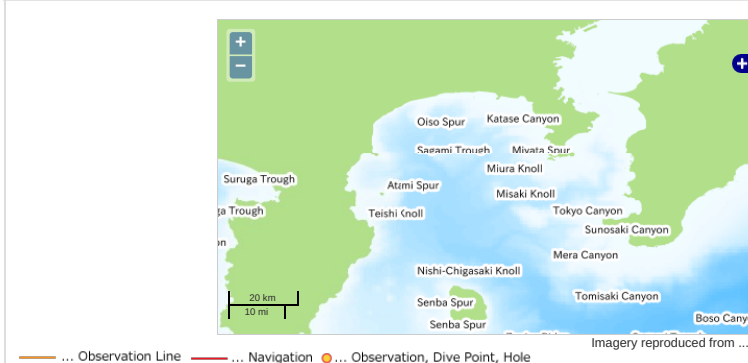 +
−
+
Oiso Spur
Katase Canyon
Sagami Trough
Miyata Spur
Miura Knoll
Suruga Trough
Atami Spur
Misaki Knoll
ga Trough
Teishi Knoll
Tokyo Canyon
Sunosaki Canyon
Mera Canyon
Nishi-Chigasaki Knoll
20 km
10 mi
Senba Spur
Tomisaki Canyon
Senba Spur
Boso Cany
Imagery reproduced from ...
... Observation Line
... Navigation
... Observation, Dive Point, Hole